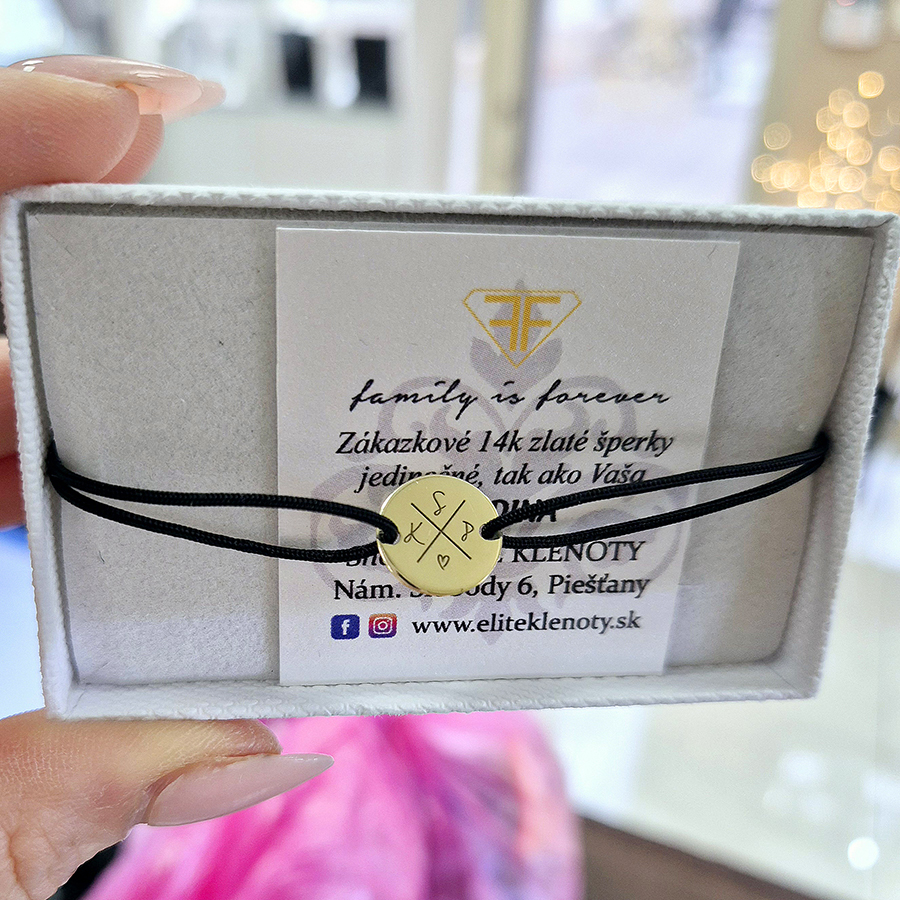 FF
family is forever
Zákazkové 14k zlaté šperky
jedinečné, tak ako Vaša
KLENOTY
Nám. Slobody 6, Piešťany
f www.eliteklenoty.sk
S
K P